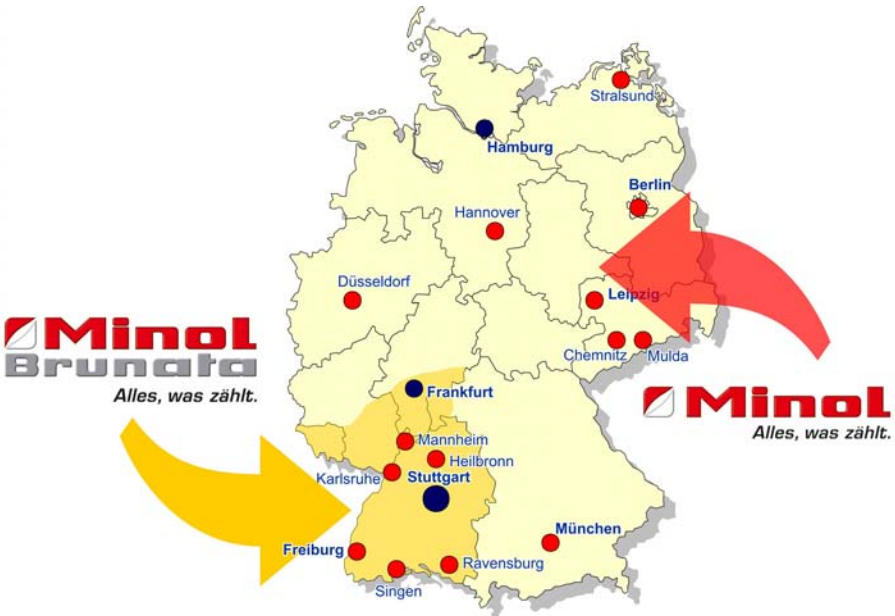 Stralsund
Hamburg
Berlin
Hannover
Düsseldorf
Leipzig
Minol
Brunata
Alles, was zählt.
Chemnitz
Mulda
Minol
Alles, was zählt.
Frankfurt
Mannheim
Heilbronn
Karlsruhe
Stuttgart
München
Freiburg
Ravensburg
Singen